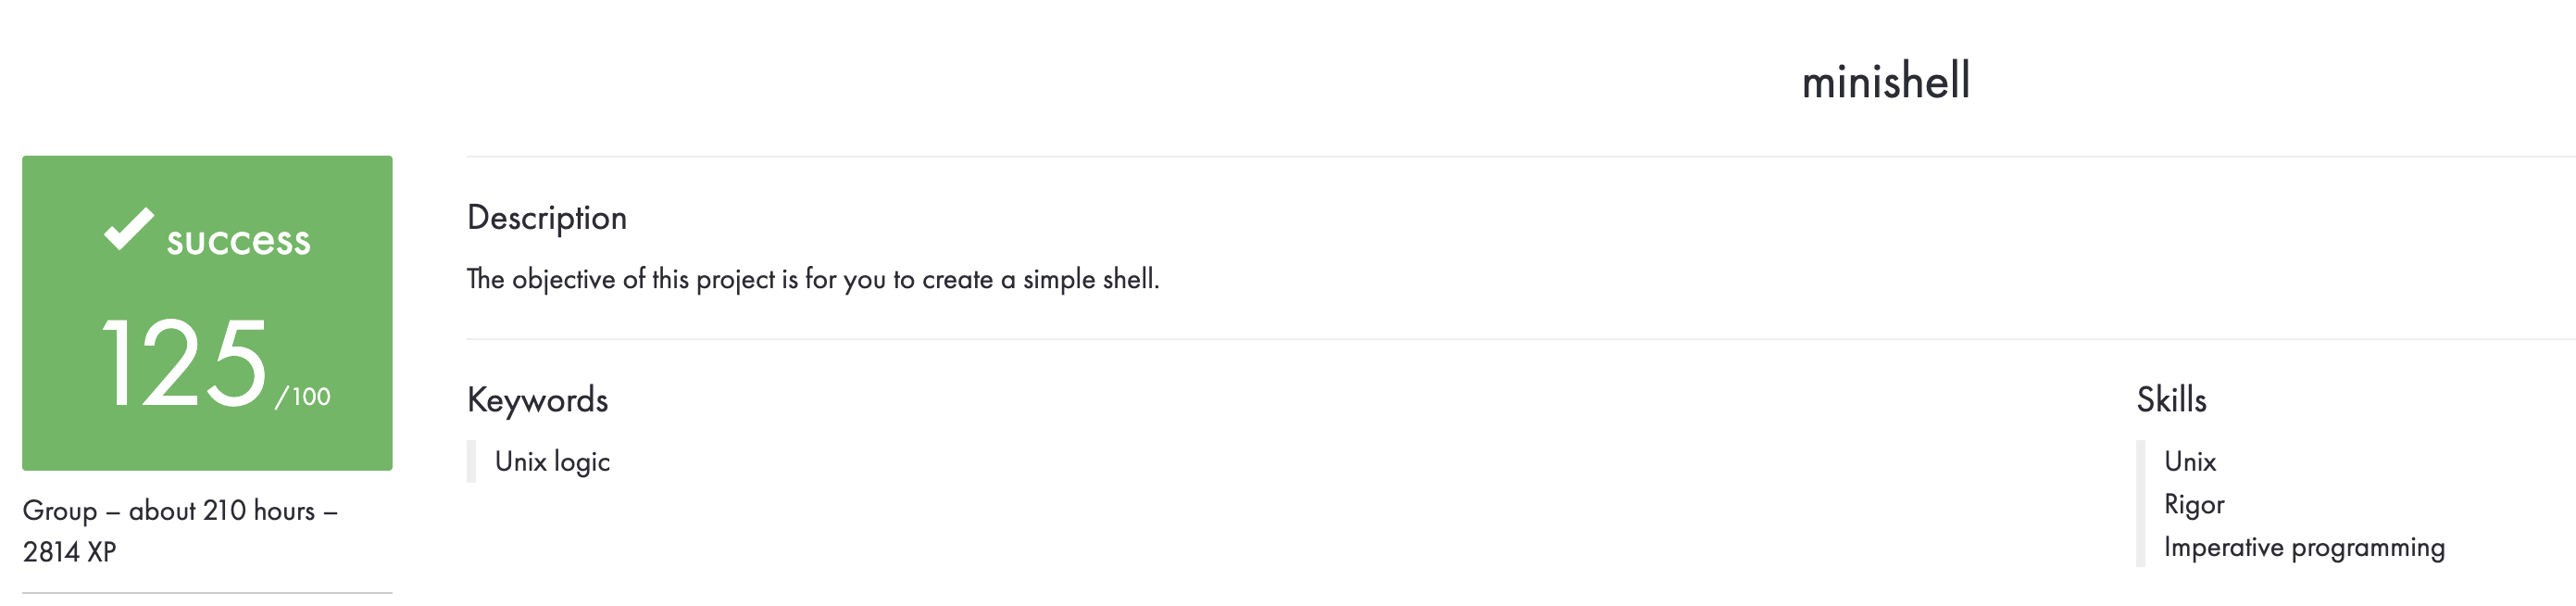 minishell
success
125/100
Group – about 210 hours –
2814 XP
Description
The objective of this project is for you to create a simple shell.
Keywords
Unix logic
Skills
Unix
Rigor
Imperative programming